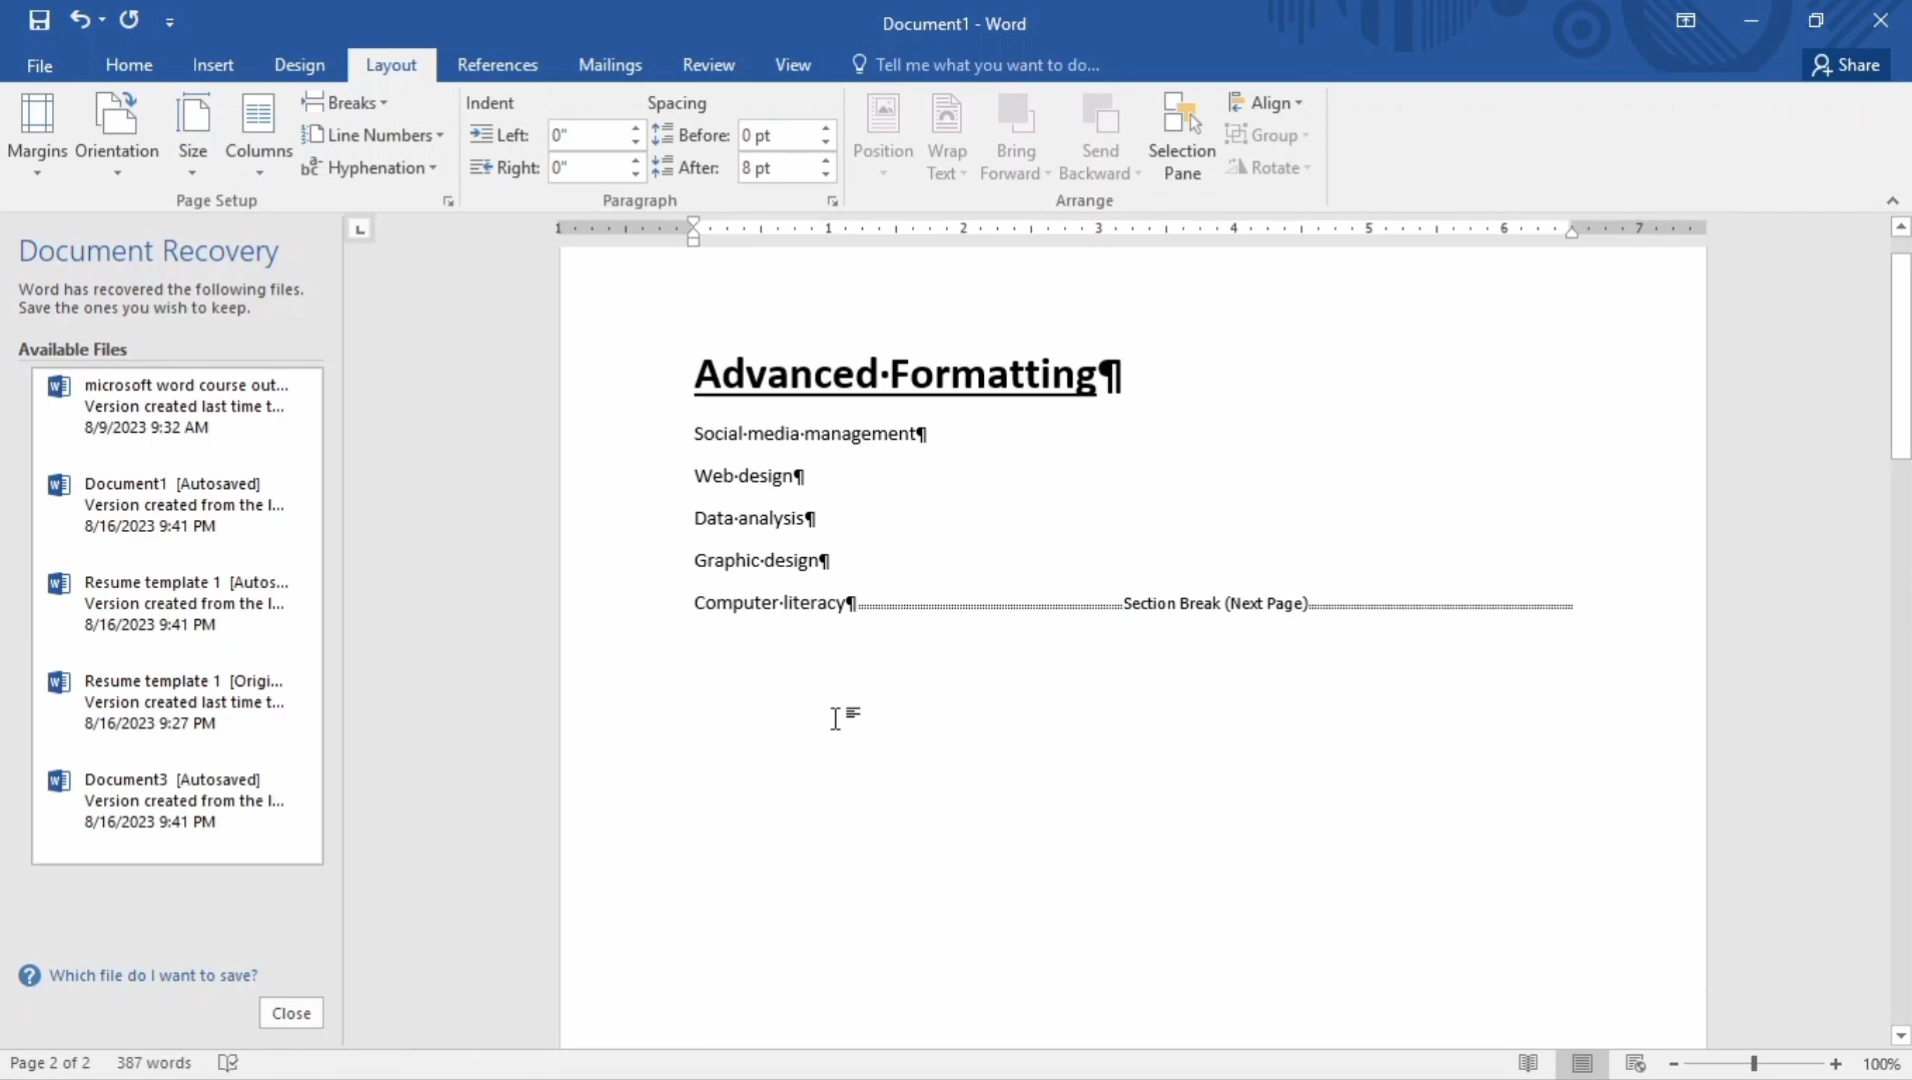 Document1 - Word
File Home Insert Design Layout References Mailings Review View Tell me what you want to do... Share
Margins Orientation Size Columns
Breaks
Line Numbers
Hyphenation
Page Setup
Indent Spacing
Left: 0" Before: 0 pt
Right: 0" After: 8 pt
Paragraph
Position Wrap Text Bring Forward Send Backward Selection Pane
Align
Group
Rotate
Arrange
L
1 1 2 3 4 5 6 7
Document Recovery
Word has recovered the following files.
Save the ones you wish to keep.
Available Files
microsoft word course out...
Version created last time t...
8/9/2023 9:32 AM
Document1 [Autosaved]
Version created from the l...
8/16/2023 9:41 PM
Resume template 1 [Autos...
Version created from the l...
8/16/2023 9:41 PM
Resume template 1 [Origi...
Version created last time t...
8/16/2023 9:27 PM
Document3 [Autosaved]
Version created from the l...
8/16/2023 9:41 PM
Which file do I want to save?
Close
Advanced·Formatting¶
Social·media·management¶
Web·design¶
Data·analysis¶
Graphic·design¶
Computer·literacy¶ Section Break (Next Page)
Page 2 of 2 387 words 100%